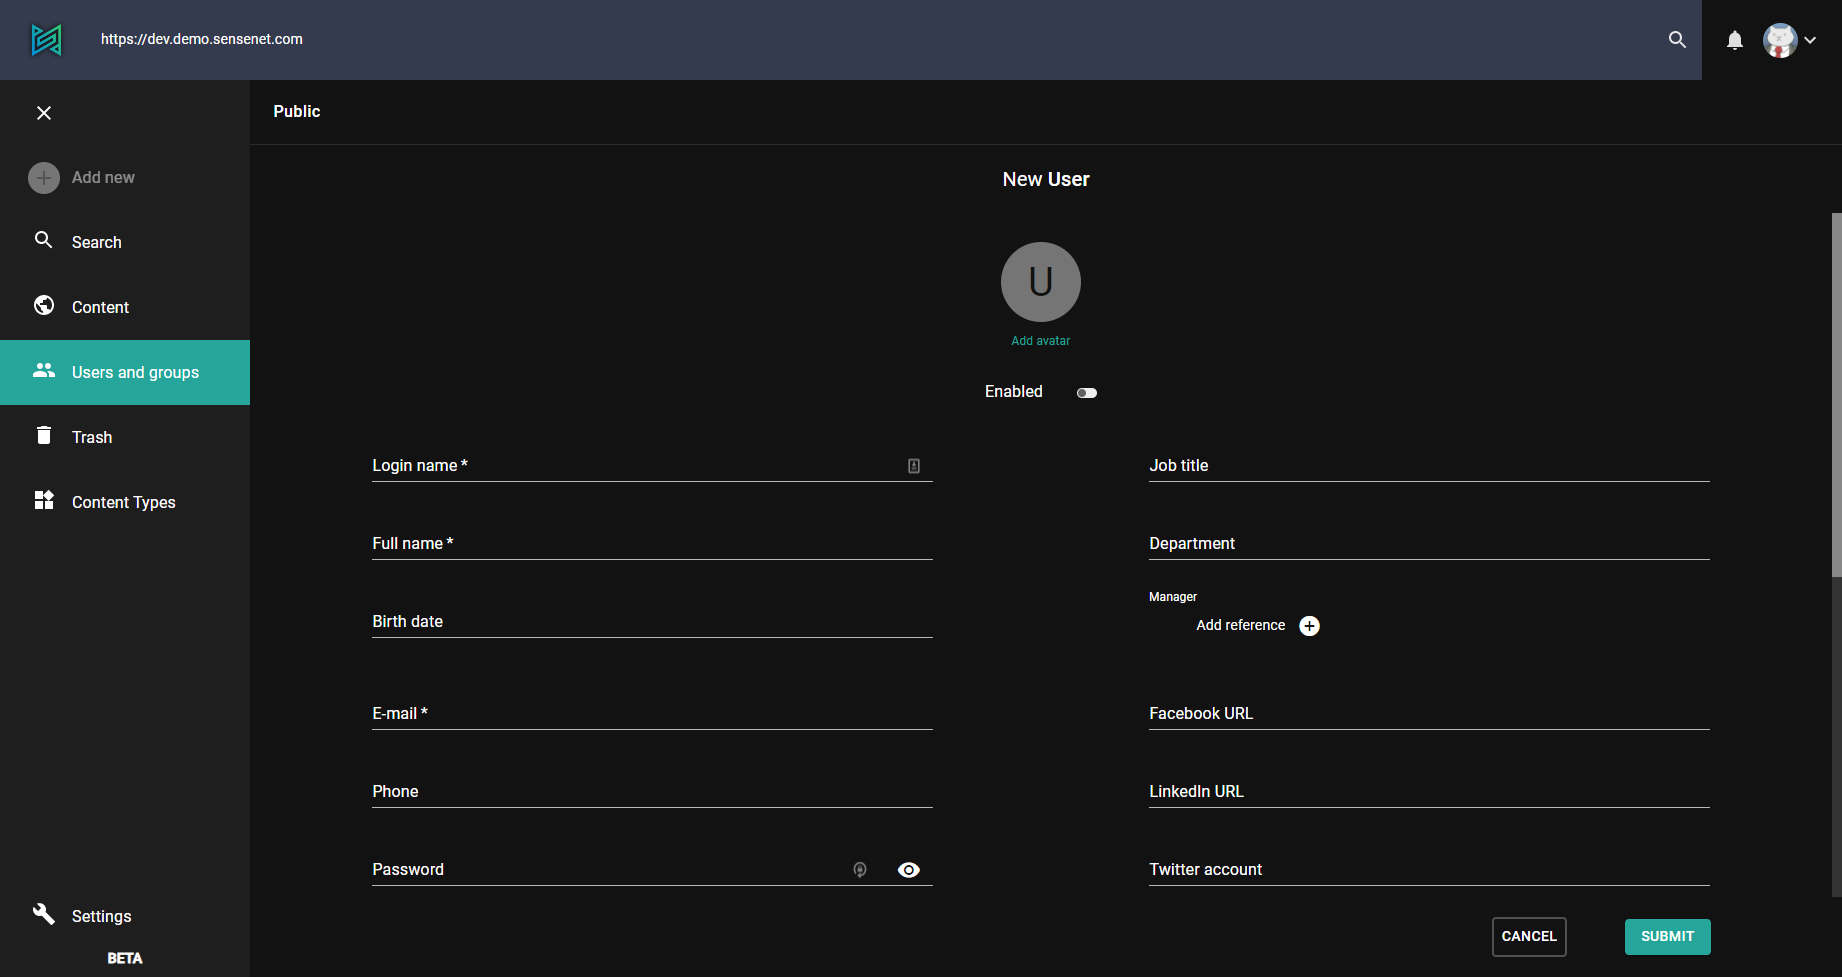 https://dev.demo.sensenet.com
Public
Add new
Search
Content
Users and groups
Trash
Content Types
Settings
BETA
New User
U
Add avatar
Enabled
Login name *
Full name *
Birth date
E-mail *
Phone
Password
Job title
Department
Manager
Add reference
Facebook URL
LinkedIn URL
Twitter account
CANCEL
SUBMIT